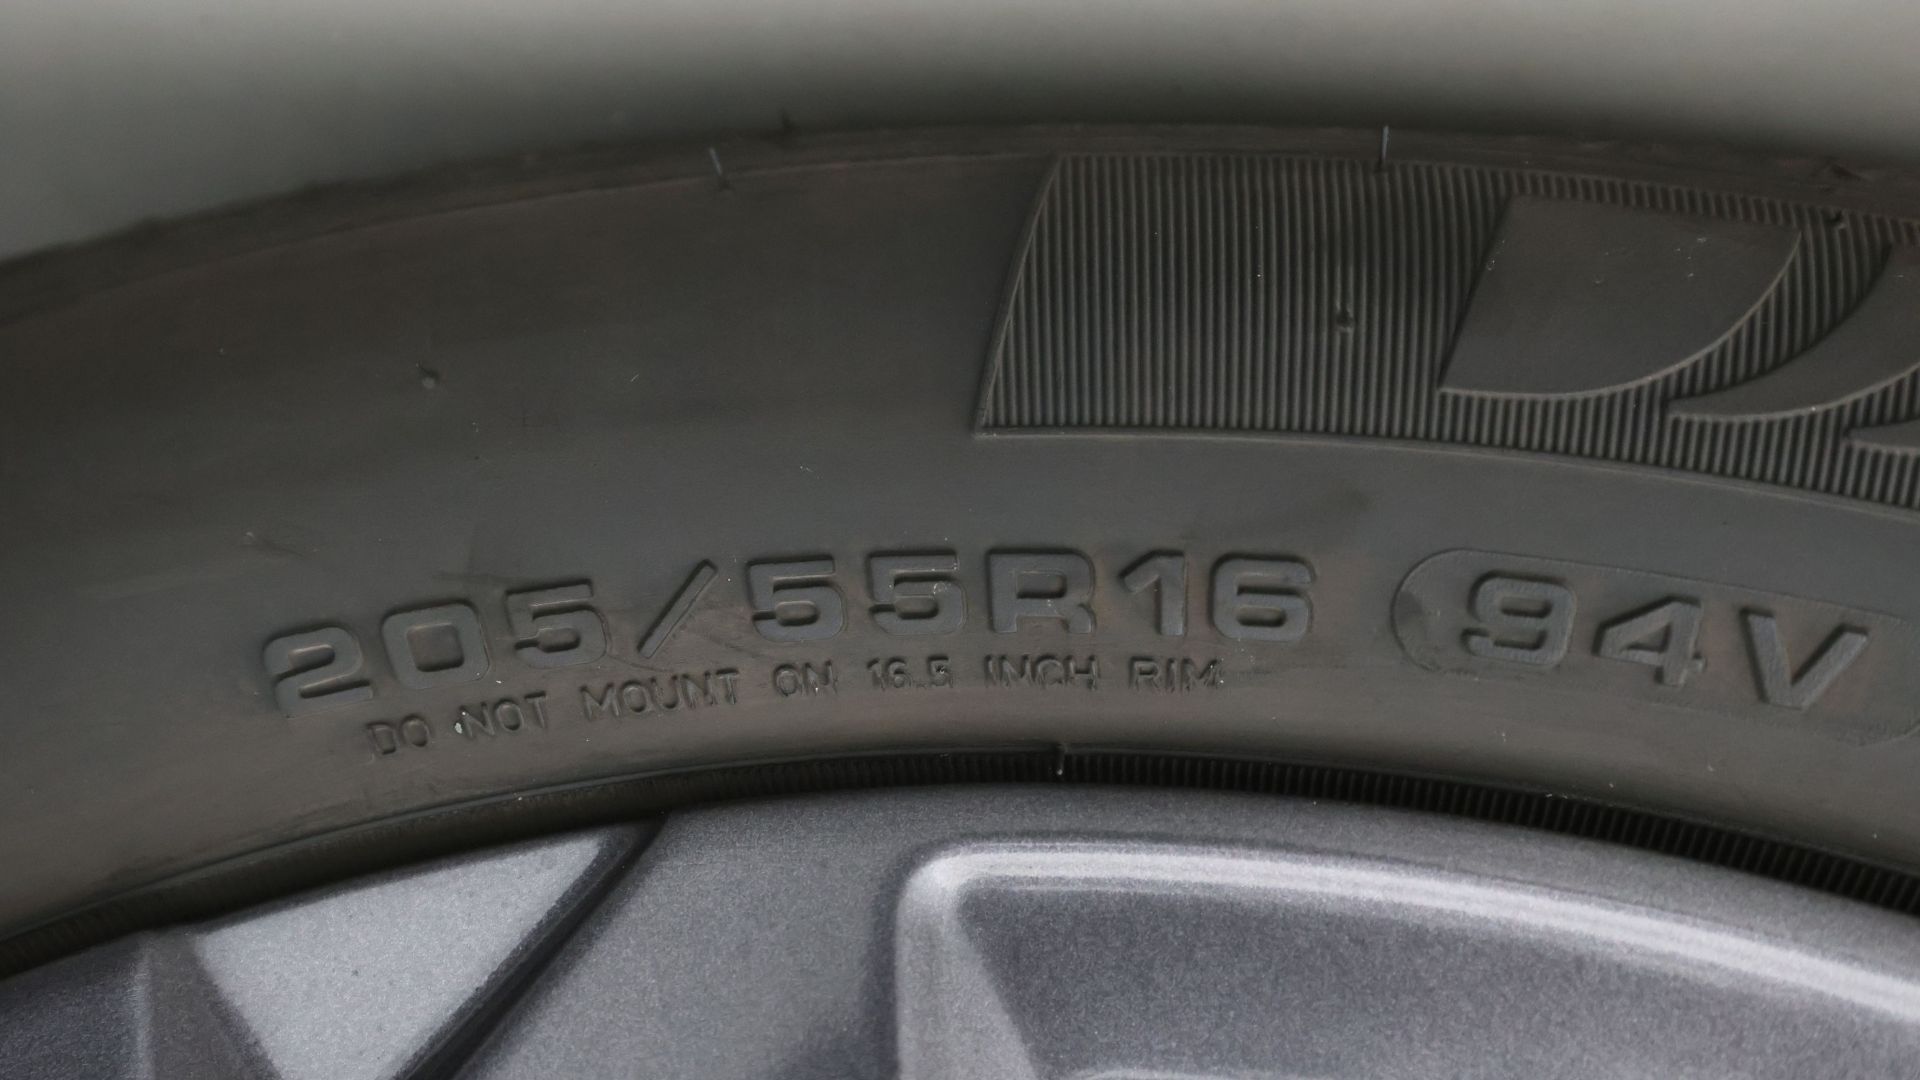 205/55R16 94V
DO NOT MOUNT ON 16.5 INCH RIM